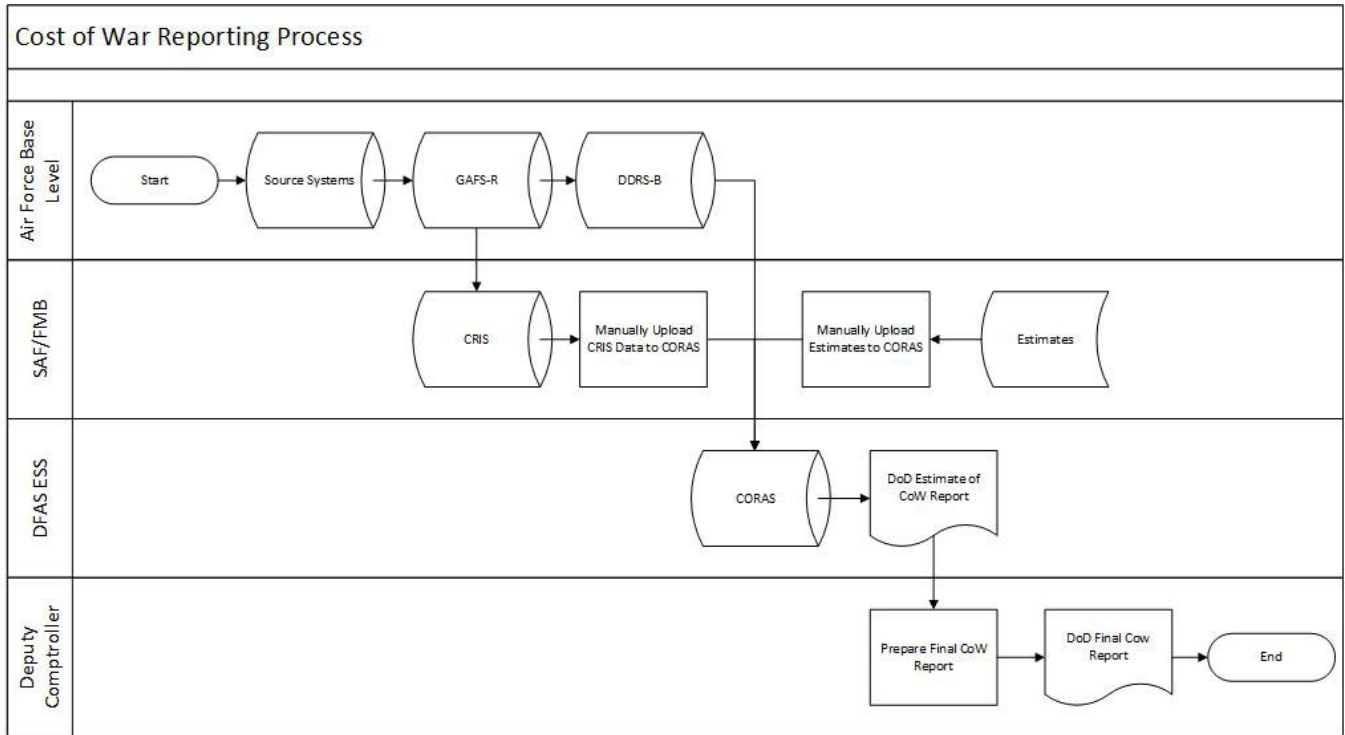 Cost of War Reporting Process
Air Force Base
Level
Start
Source Systems
GAFS-R
DDRS-B
SAF/FMB
CRIS
Manually Upload
CRIS Data to CORAS
Manually Upload
Estimates to CORAS
Estimates
DFAS ESS
CORAS
DoD Estimate of
CoW Report
Deputy
Comptroller
Prepare Final CoW
Report
DoD Final Cow
Report
End